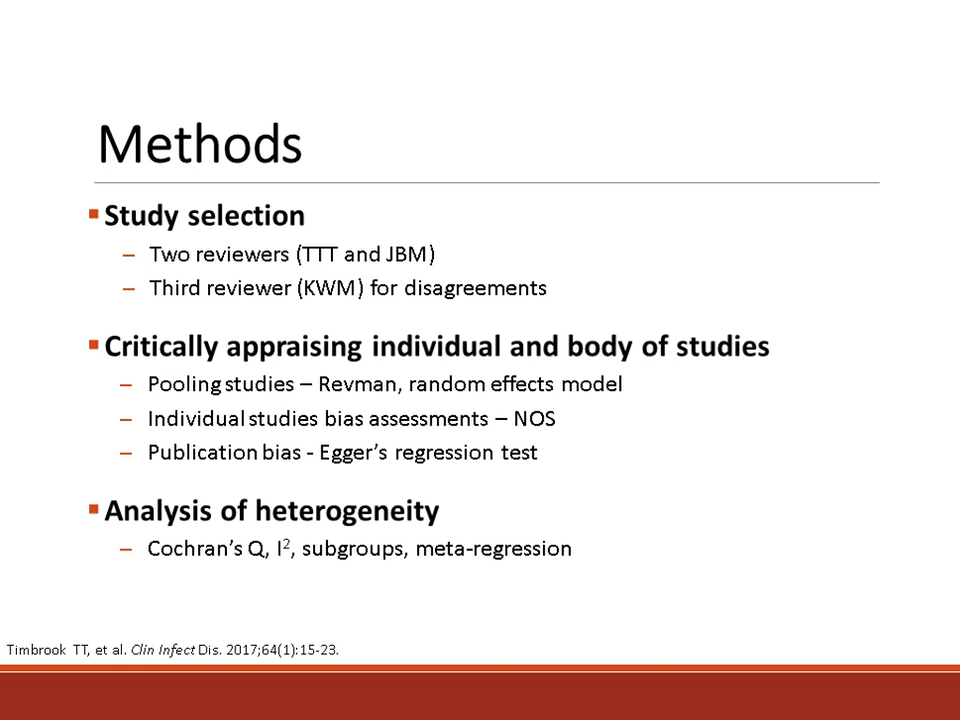 Methods
▪ Study selection
– Two reviewers (TTT and JBM)
– Third reviewer (KWM) for disagreements
▪ Critically appraising individual and body of studies
– Pooling studies – Revman, random effects model
– Individual studies bias assessments – NOS
– Publication bias - Egger’s regression test
▪ Analysis of heterogeneity
– Cochran’s Q, I², subgroups, meta-regression
Timbrook TT, et al. Clin Infect Dis. 2017;64(1):15-23.